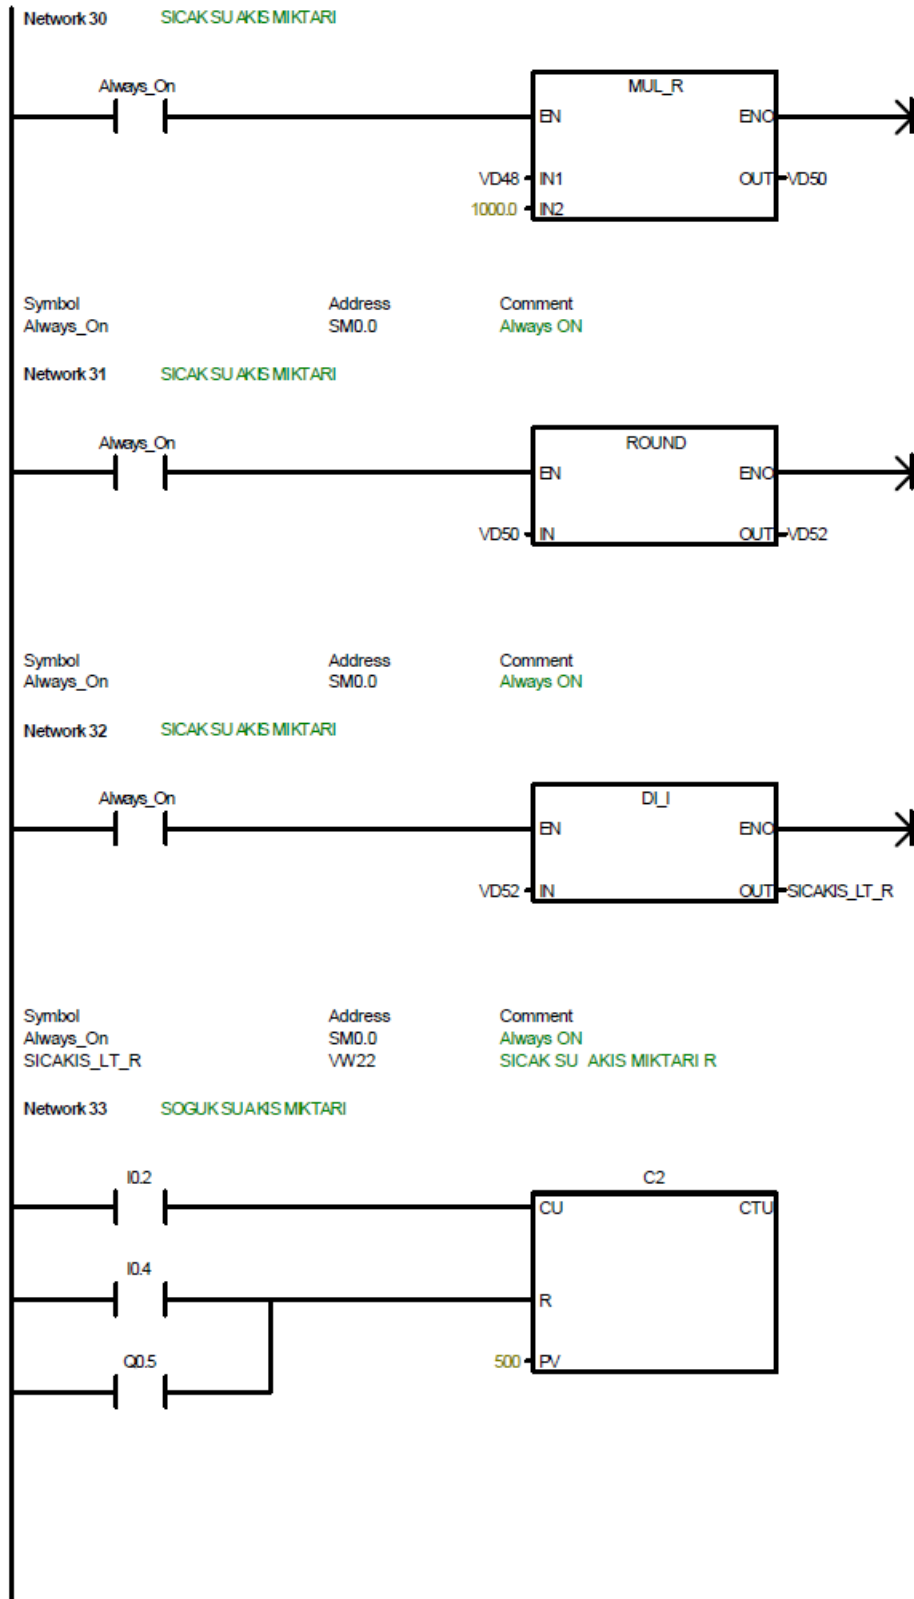 Network 30 SICAK SU AKIS MIKTARI
Always_On
MUL_R
EN ENO
VD48 IN1 OUT VD50
1000.0 IN2
Symbol Address Comment
Always_On SM0.0 Always ON
Network 31 SICAK SU AKIS MIKTARI
Always_On
ROUND
EN ENO
VD50 IN OUT VD52
Symbol Address Comment
Always_On SM0.0 Always ON
Network 32 SICAK SU AKIS MIKTARI
Always_On
DI_I
EN ENO
VD52 IN OUT SICAKIS_LT_R
Symbol Address Comment
Always_On SM0.0 Always ON
SICAKIS_LT_R VW22 SICAK SU AKIS MIKTARI R
Network 33 SOGUK SU AKIS MIKTARI
I0.2 C2
CU CTU
I0.4
R
Q0.5
500 PV